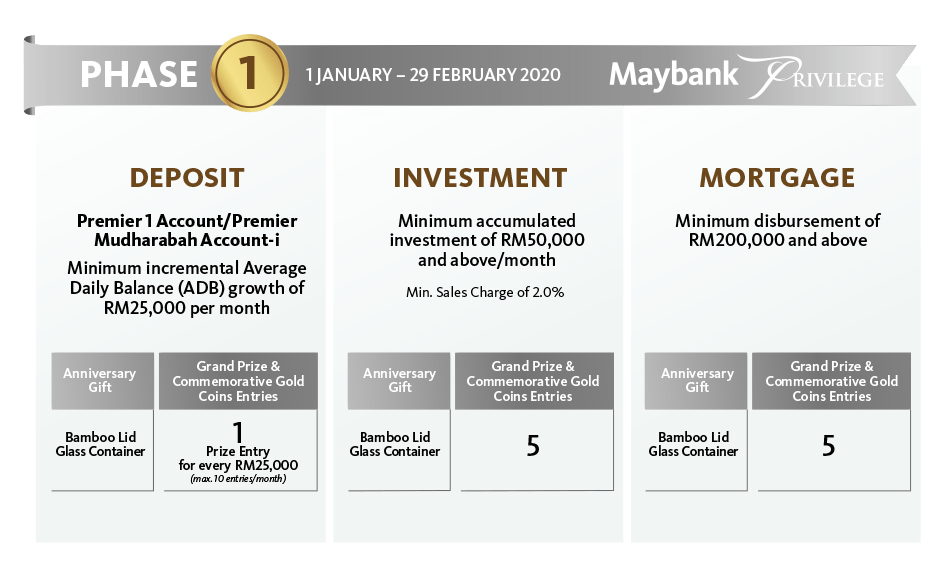 PHASE 1 1 JANUARY – 29 FEBRUARY 2020 Maybank PRIVILEGE
DEPOSIT
Premier 1 Account/Premier
Mudharabah Account-i
Minimum incremental Average
Daily Balance (ADB) growth of
RM25,000 per month
Anniversary
Gift
Grand Prize &
Commemorative Gold
Coins Entries
Bamboo Lid
Glass Container
1
Prize Entry
for every RM25,000
(max. 10 entries/month)
INVESTMENT
Minimum accumulated
investment of RM50,000
and above/month
Min. Sales Charge of 2.0%
Anniversary
Gift
Grand Prize &
Commemorative Gold
Coins Entries
Bamboo Lid
Glass Container
5
MORTGAGE
Minimum disbursement of
RM200,000 and above
Anniversary
Gift
Grand Prize &
Commemorative Gold
Coins Entries
Bamboo Lid
Glass Container
5